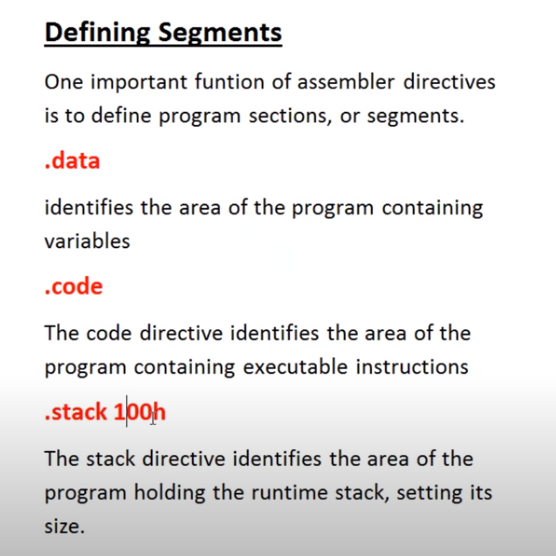 Defining Segments
One important funtion of assembler directives
is to define program sections, or segments.
.data
identifies the area of the program containing
variables
.code
The code directive identifies the area of the
program containing executable instructions
.stack 100h
The stack directive identifies the area of the
program holding the runtime stack, setting its
size.